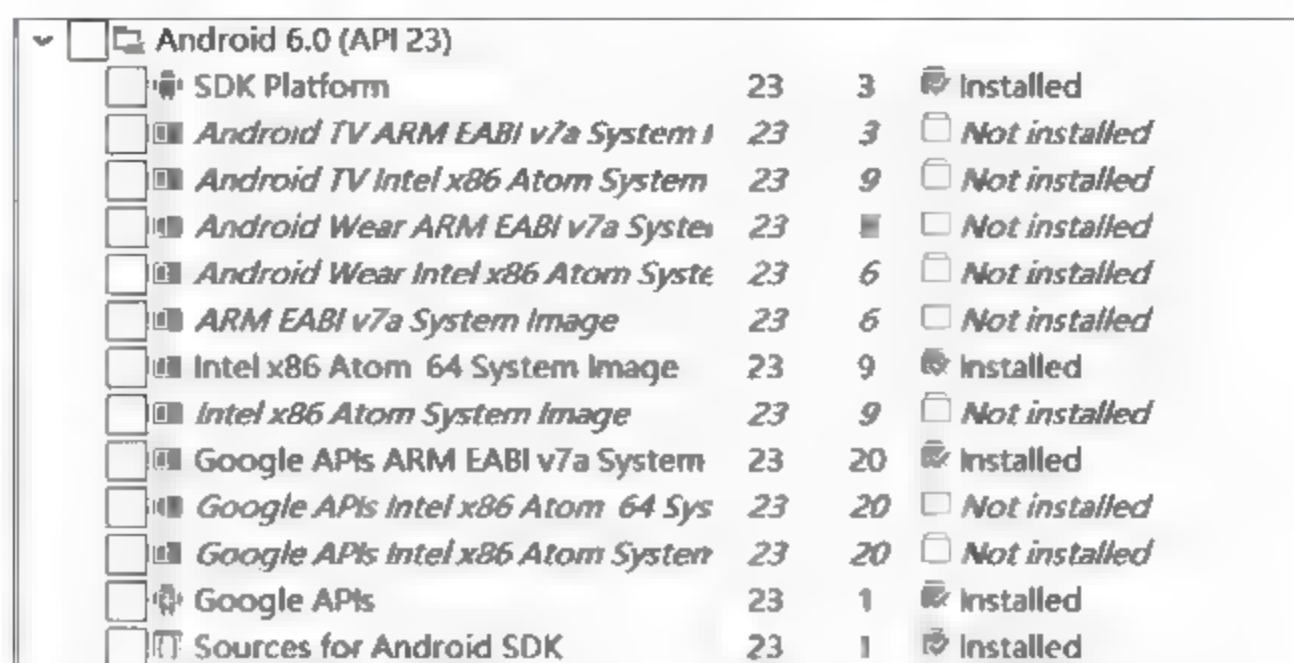 Android 6.0 (API 23)
SDK Platform 23 3 Installed
Android TV ARM EABI v7a System I 23 3 Not installed
Android TV Intel x86 Atom System 23 9 Not installed
Android Wear ARM EABI v7a System 23 Not installed
Android Wear Intel x86 Atom Syste 23 6 Not installed
ARM EABI v7a System Image 23 6 Not installed
Intel x86 Atom 64 System Image 23 9 Installed
Intel x86 Atom System Image 23 9 Not installed
Google APIs ARM EABI v7a System 23 20 Installed
Google APIs Intel x86 Atom 64 Sys 23 20 Not installed
Google APIs Intel x86 Atom System 23 20 Not installed
Google APIs 23 1 Installed
Sources for Android SDK 23 1 Installed